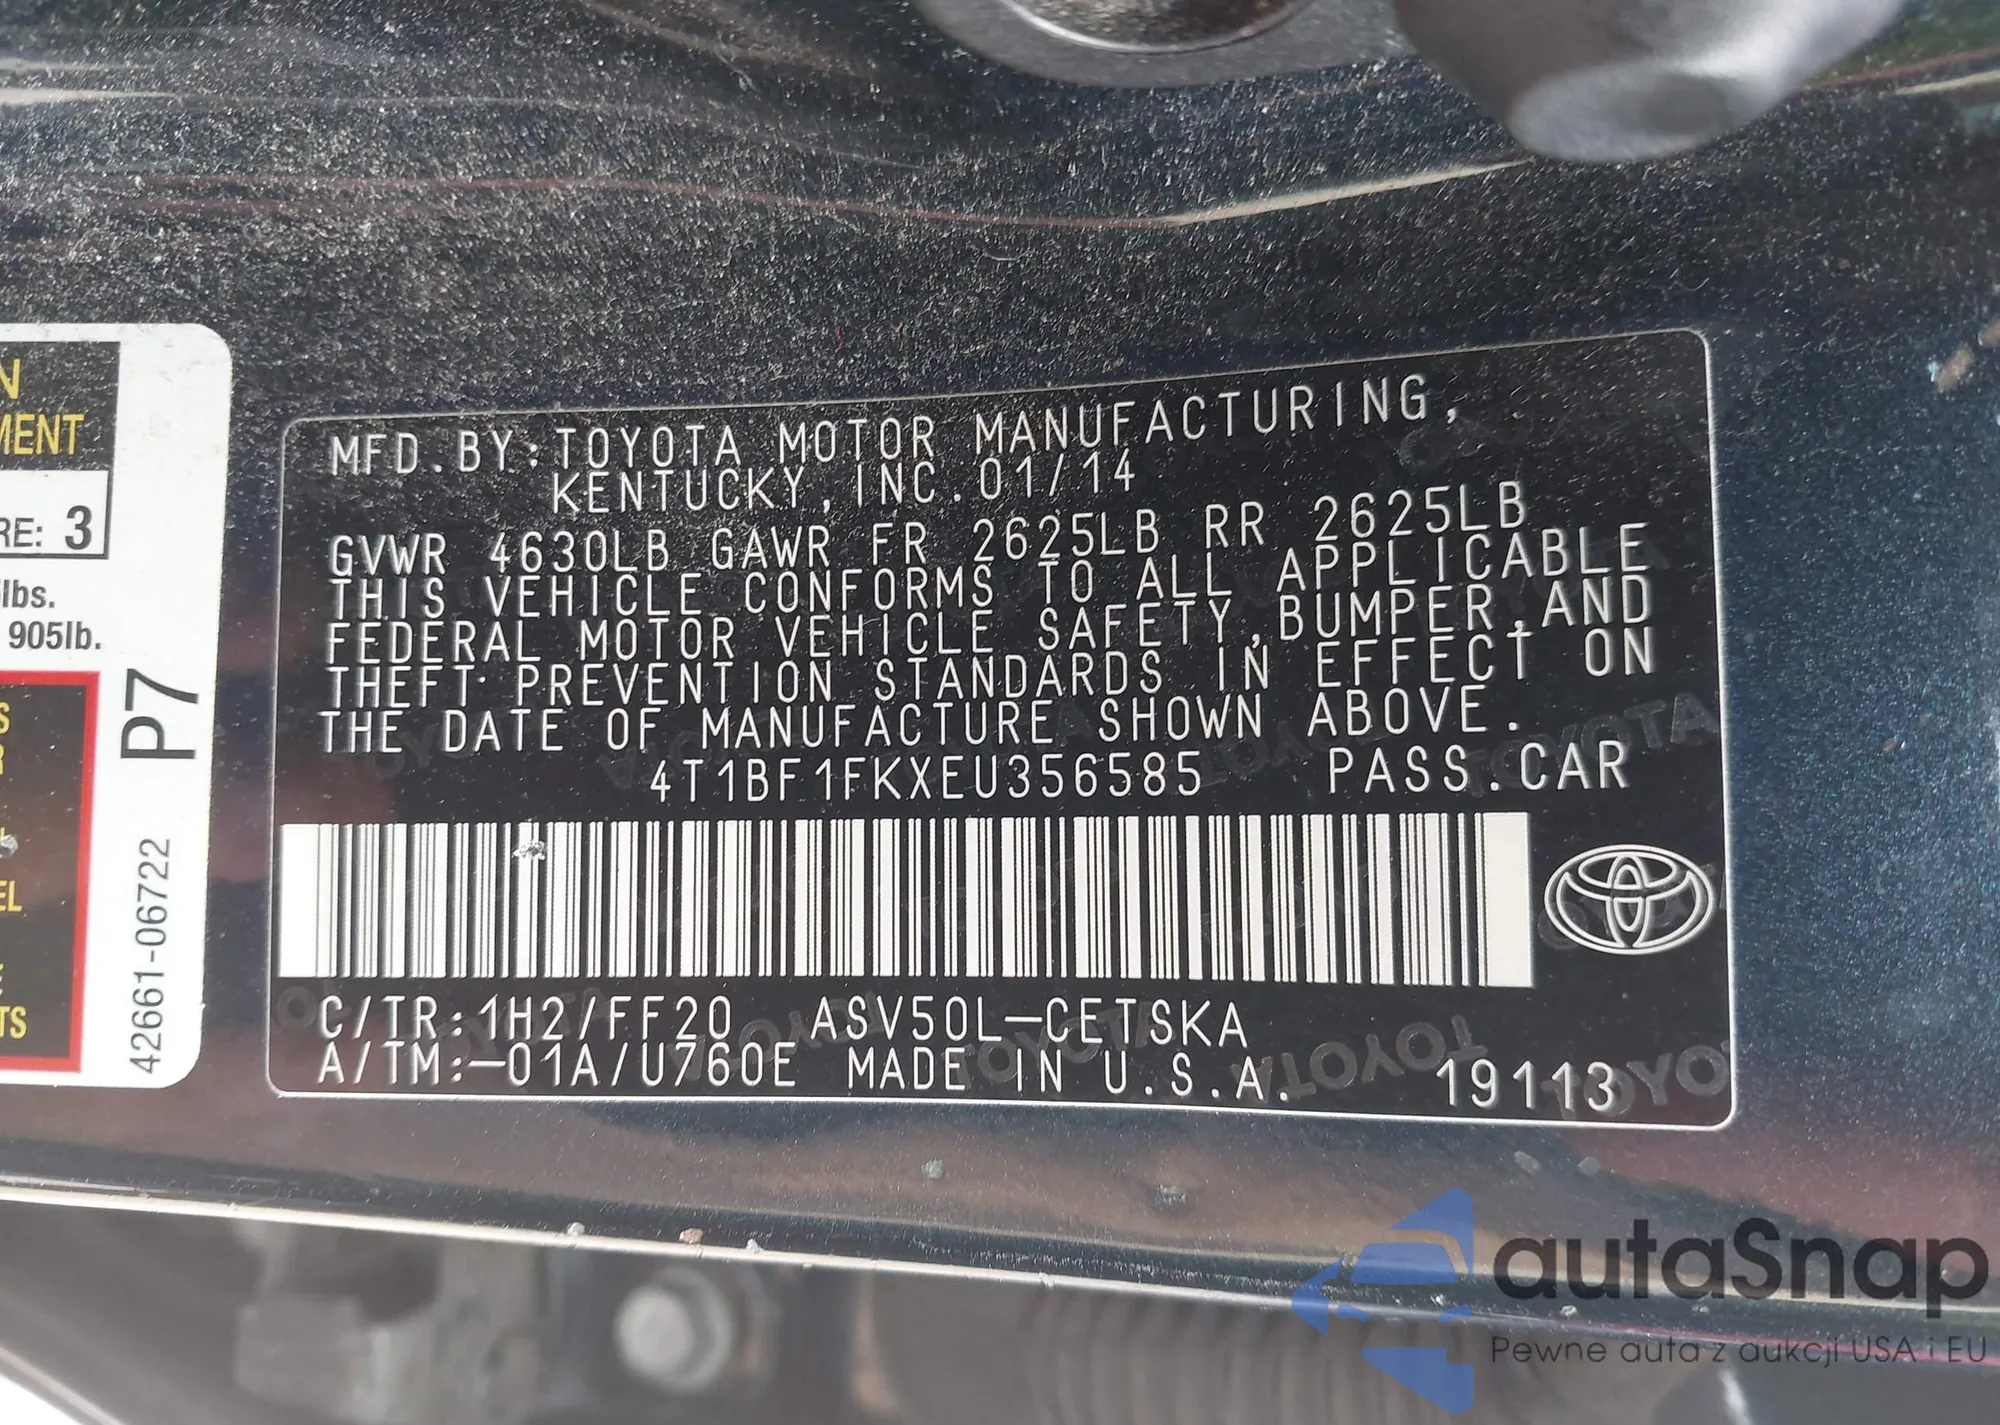 N
MENT
RE: 3
lbs.
905lb.
S
R
EL
TS
P7
42661-06722
MFD.BY:TOYOTA MOTOR MANUFACTURING,
KENTUCKY,INC.01/14
GVWR 4630LB GAWR FR 2625LB RR 2625LB
THIS VEHICLE CONFORMS TO ALL APPLICABLE
FEDERAL MOTOR VEHICLE SAFETY,BUMPER,AND
THEFT PREVENTION STANDARDS IN EFFECT ON
THE DATE OF MANUFACTURE SHOWN ABOVE.
4T1BF1FKXEU356585 PASS.CAR
C/TR:1H2/FF20 ASV50L-CETSKA
A/TM:-01A/U760E MADE IN U.S.A.
19113
autaSnap
Pewne auta z aukcji USA i EU